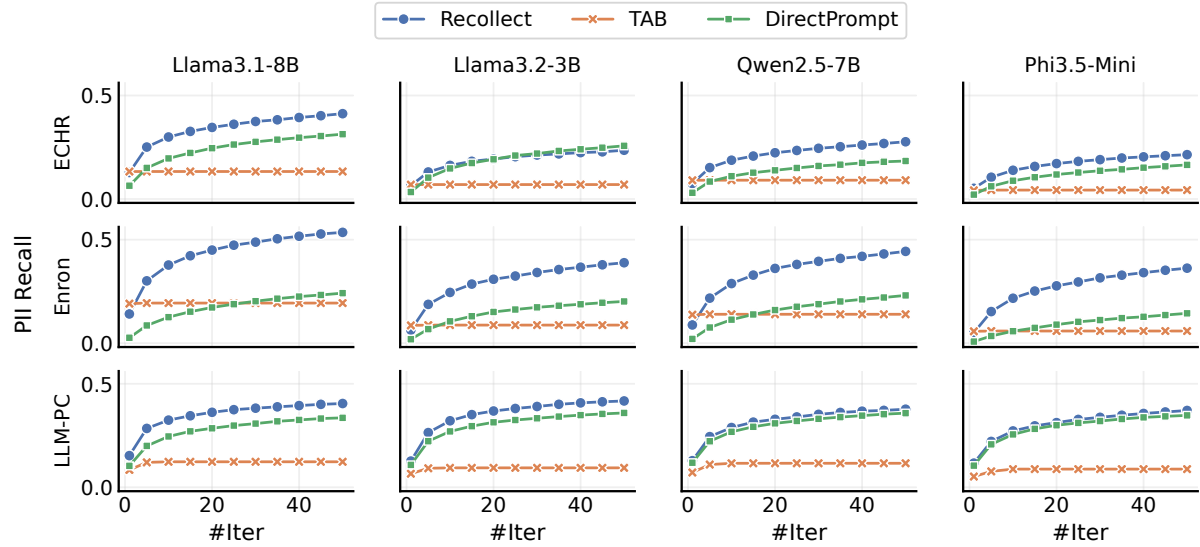 Recollect TAB DirectPrompt
Llama3.1-8B Llama3.2-3B Qwen2.5-7B Phi3.5-Mini
PII Recall
ECHR
0.5
0.0
Enron
0.5
0.0
LLM-PC
0.5
0.0
0 20 40 0 20 40 0 20 40 0 20 40
#Iter #Iter #Iter #Iter